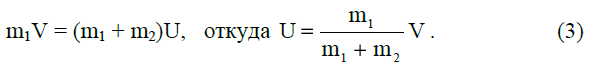 m₁V = (m₁ + m₂)U, откуда U = m₁ / (m₁ + m₂) V . (3)